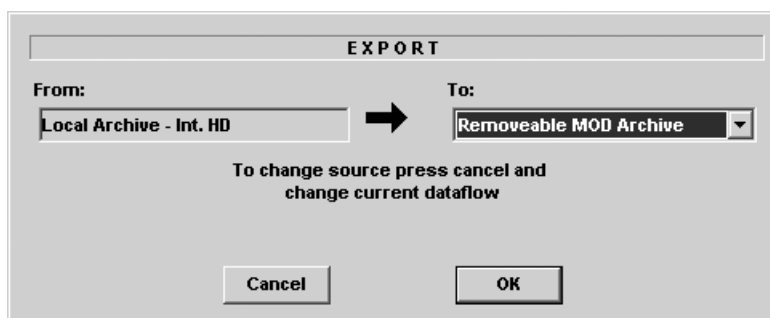 EXPORT
From:
To:
Local Archive - Int. HD
Removeable MOD Archive
To change source press cancel and
change current dataflow
Cancel
OK